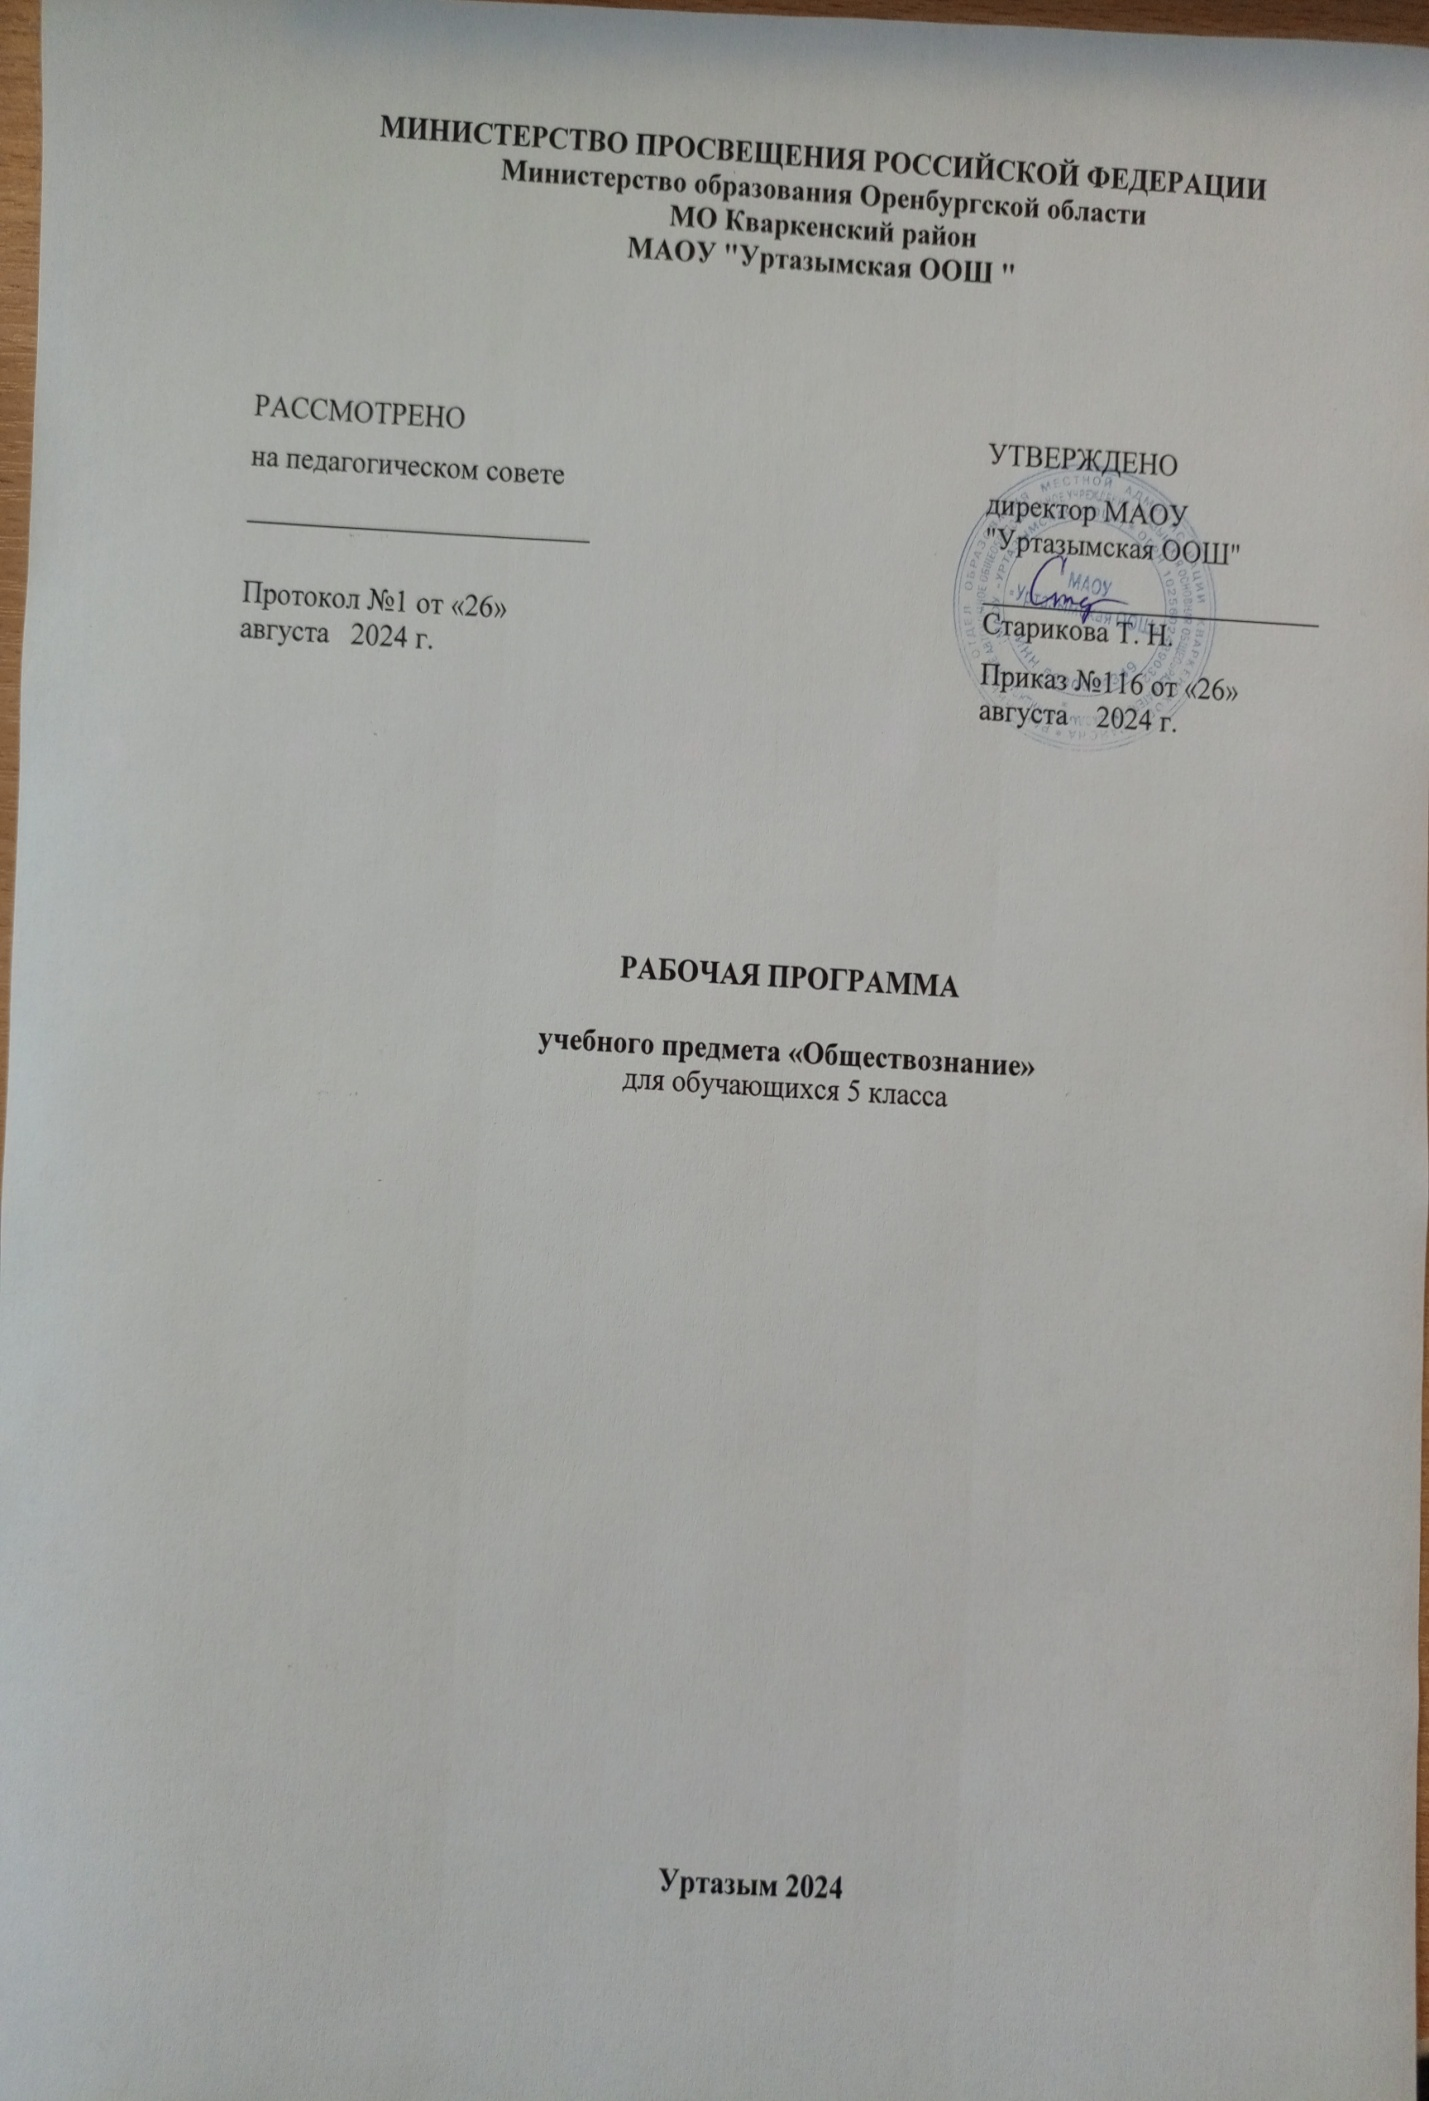 МИНИСТЕРСТВО ПРОСВЕЩЕНИЯ РОССИЙСКОЙ ФЕДЕРАЦИИ
Министерство образования Оренбургской области
МО Кваркенский район
МАОУ "Уртазымская ООШ "
РАССМОТРЕНО
на педагогическом совете
Протокол №1 от «26»
августа 2024 г.
УТВЕРЖДЕНО
директор МАОУ
"Уртазымская ООШ"
МАОУ
Старикова Т. Н.
Приказ №116 от «26»
августа 2024 г.
РАБОЧАЯ ПРОГРАММА
учебного предмета «Обществознание»
для обучающихся 5 класса
Уртазым 2024